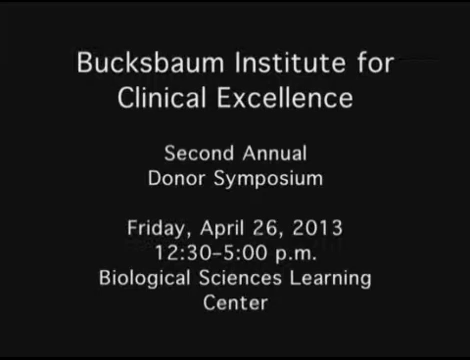 Bucksbaum Institute for
Clinical Excellence
Second Annual
Donor Symposium
Friday, April 26, 2013
12:30–5:00 p.m.
Biological Sciences Learning
Center